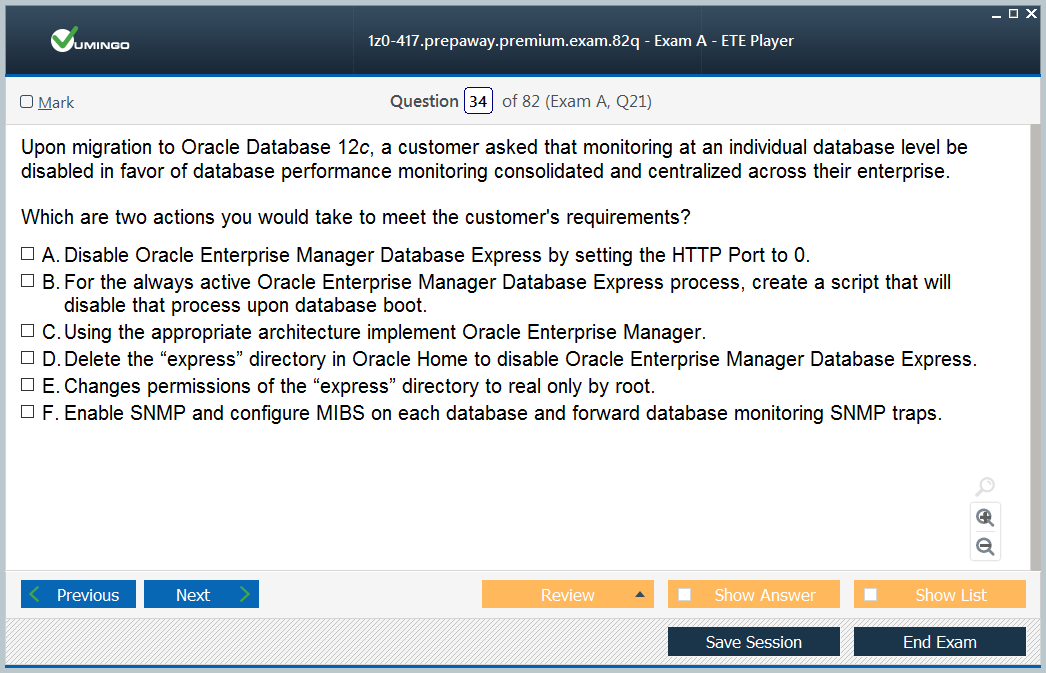 VUMINGO
1z0-417.prepaway.premium.exam.82q - Exam A - ETE Player
Mark
Question 34 of 82 (Exam A, Q21)
Upon migration to Oracle Database 12c, a customer asked that monitoring at an individual database level be
disabled in favor of database performance monitoring consolidated and centralized across their enterprise.
Which are two actions you would take to meet the customer's requirements?
A. Disable Oracle Enterprise Manager Database Express by setting the HTTP Port to 0.
B. For the always active Oracle Enterprise Manager Database Express process, create a script that will
disable that process upon database boot.
C. Using the appropriate architecture implement Oracle Enterprise Manager.
D. Delete the “express” directory in Oracle Home to disable Oracle Enterprise Manager Database Express.
E. Changes permissions of the “express” directory to real only by root.
F. Enable SNMP and configure MIBS on each database and forward database monitoring SNMP traps.
Previous Next Review Show Answer Show List
Save Session End Exam